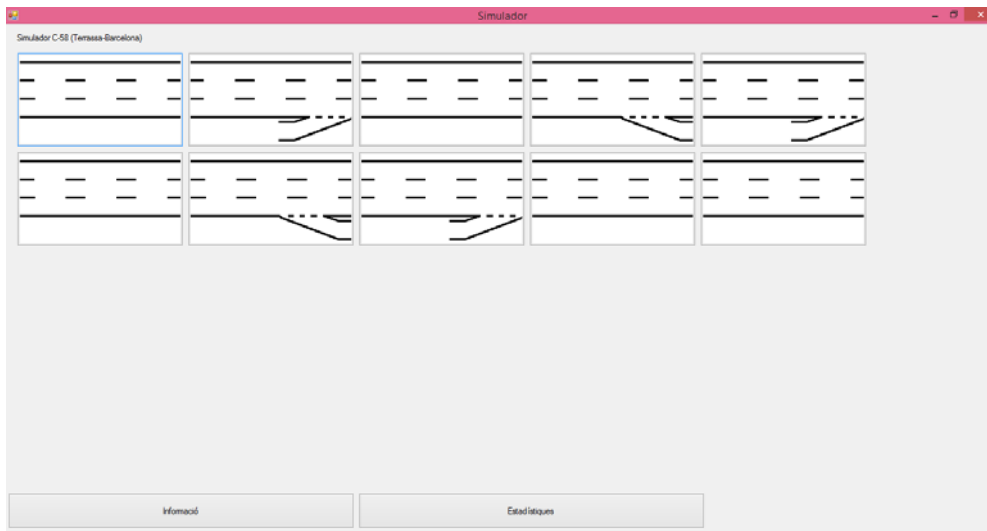 Simulador
Simulador C-58 (Terrassa-Barcelona)
Informació
Estadístiques